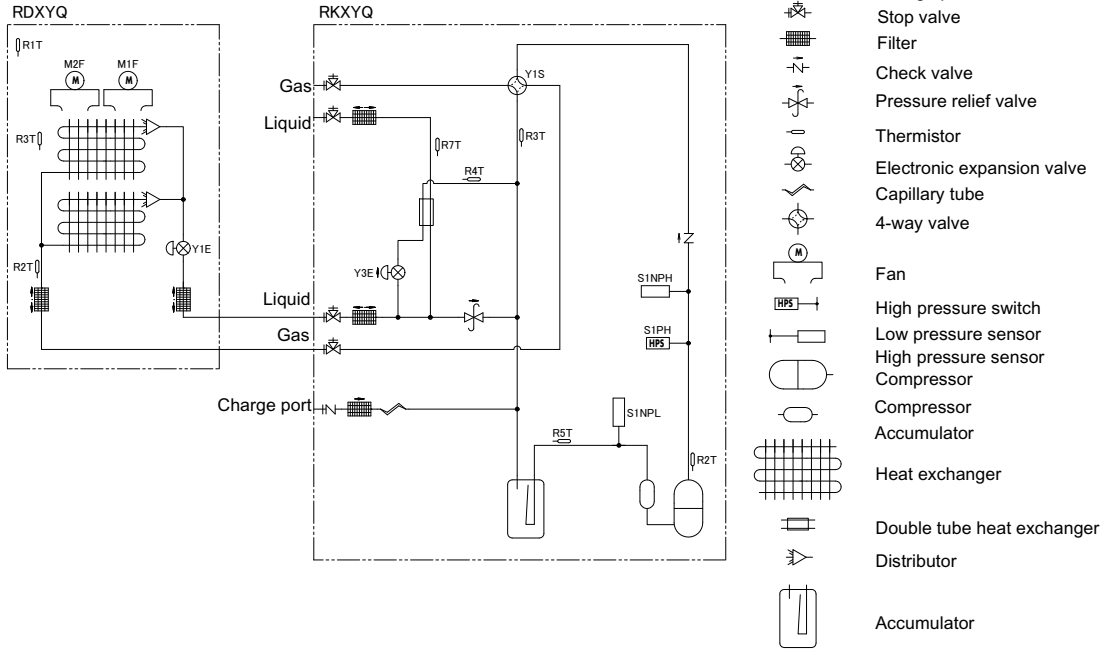 RDXYQ
RKXYQ
R1T
M2F
M1F
M
M
R3T
Y1E
R2T
Gas
Y1S
Liquid
R7T
R3T
R4T
Y3E
S1NPH
Liquid
S1PH
HPS
Gas
Charge port
S1NPL
R5T
R2T
Stop valve
Filter
Check valve
Pressure relief valve
Thermistor
Electronic expansion valve
Capillary tube
4-way valve
M
Fan
HPS
High pressure switch
Low pressure sensor
High pressure sensor
Compressor
Compressor
Accumulator
Heat exchanger
Double tube heat exchanger
Distributor
Accumulator